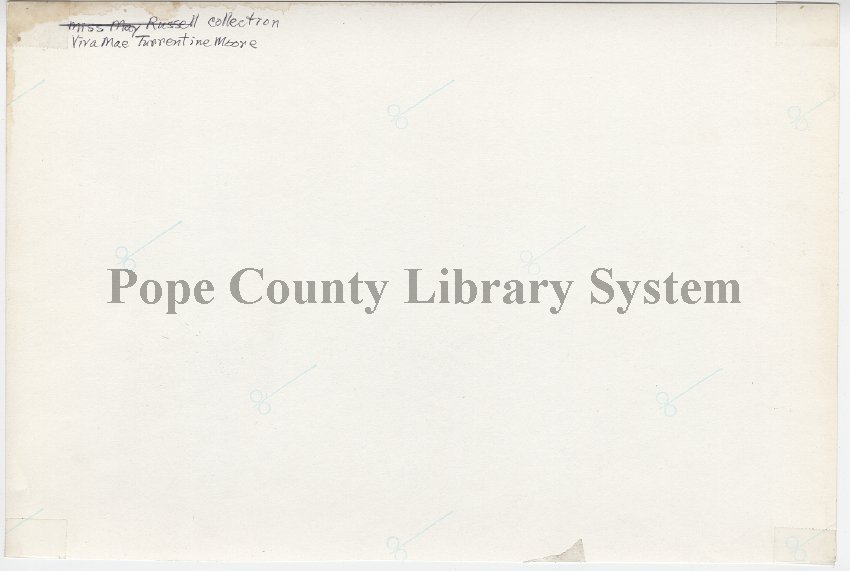 Miss May Russell collection
Viva Mae Turrentine Moore
Pope County Library System